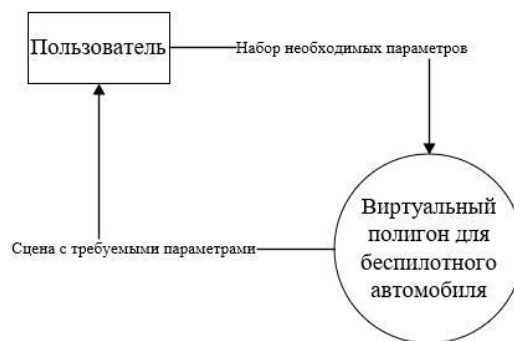 Пользователь
Набор необходимых параметров
Виртуальный
полигон для
беспилотного
автомобиля
Сцена с требуемыми параметрами